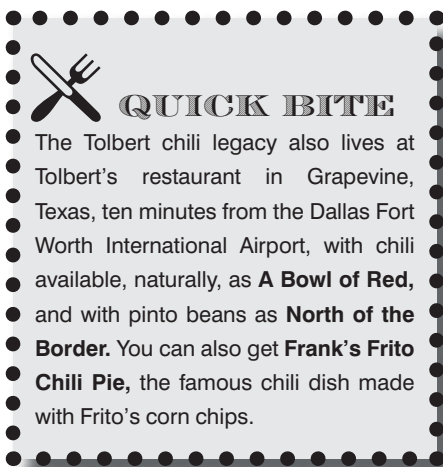 QUICK BITE
The Tolbert chili legacy also lives at
Tolbert's restaurant in Grapevine,
Texas, ten minutes from the Dallas Fort
Worth International Airport, with chili
available, naturally, as A Bowl of Red,
and with pinto beans as North of the
Border. You can also get Frank's Frito
Chili Pie, the famous chili dish made
with Frito's corn chips.